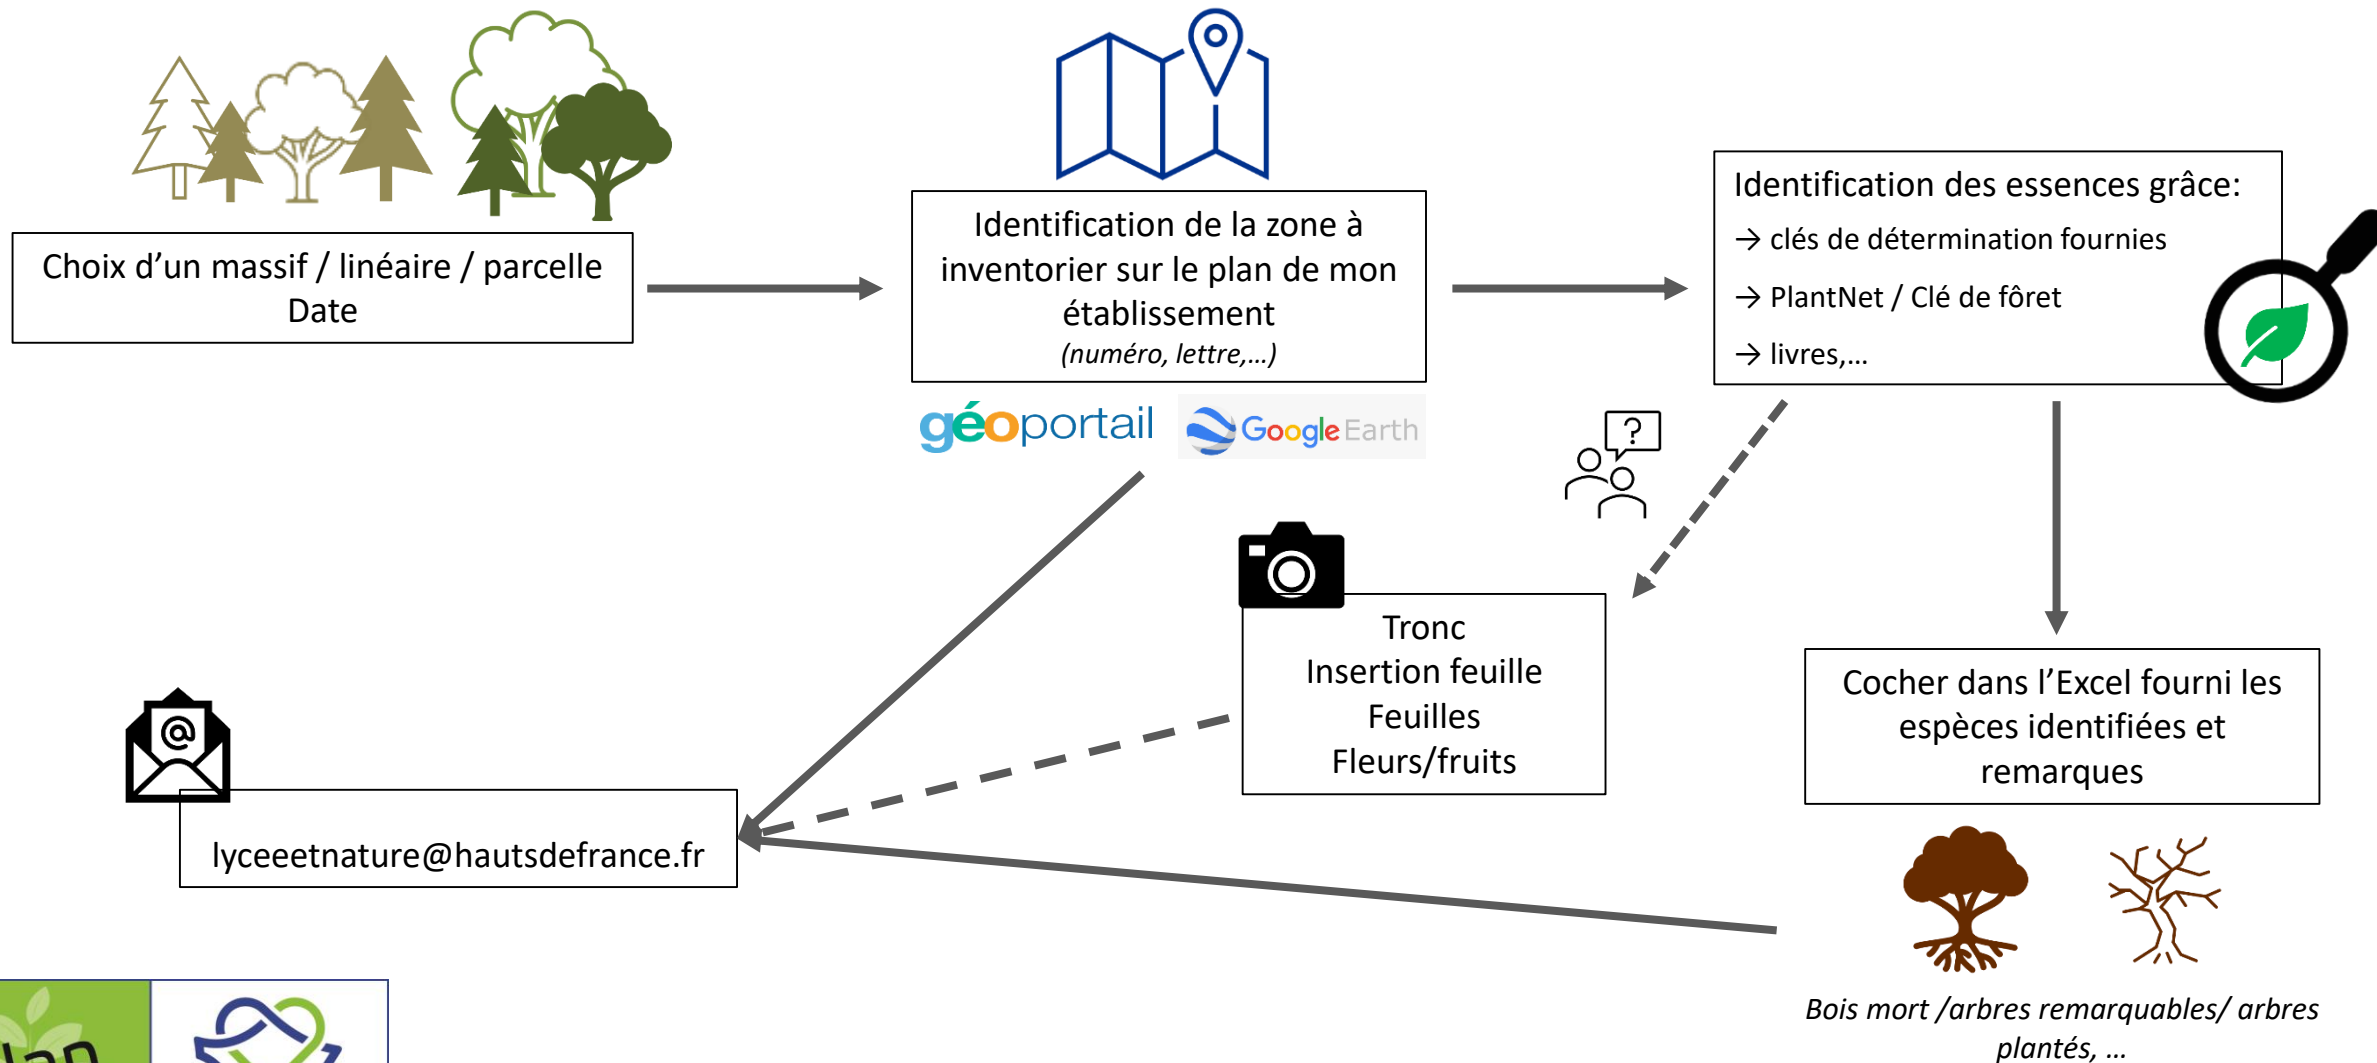 Choix d’un massif / linéaire / parcelle
Date
Identification de la zone à
inventorier sur le plan de mon
établissement
(numéro, lettre,…)
géoportail
Google Earth
Identification des essences grâce:
→ clés de détermination fournies
→ PlantNet / Clé de fôret
→ livres,…
?
Tronc
Insertion feuille
Feuilles
Fleurs/fruits
Cocher dans l’Excel fourni les
espèces identifiées et
remarques
@
lyceeetnature@hautsdefrance.fr
Bois mort /arbres remarquables/ arbres
plantés, …